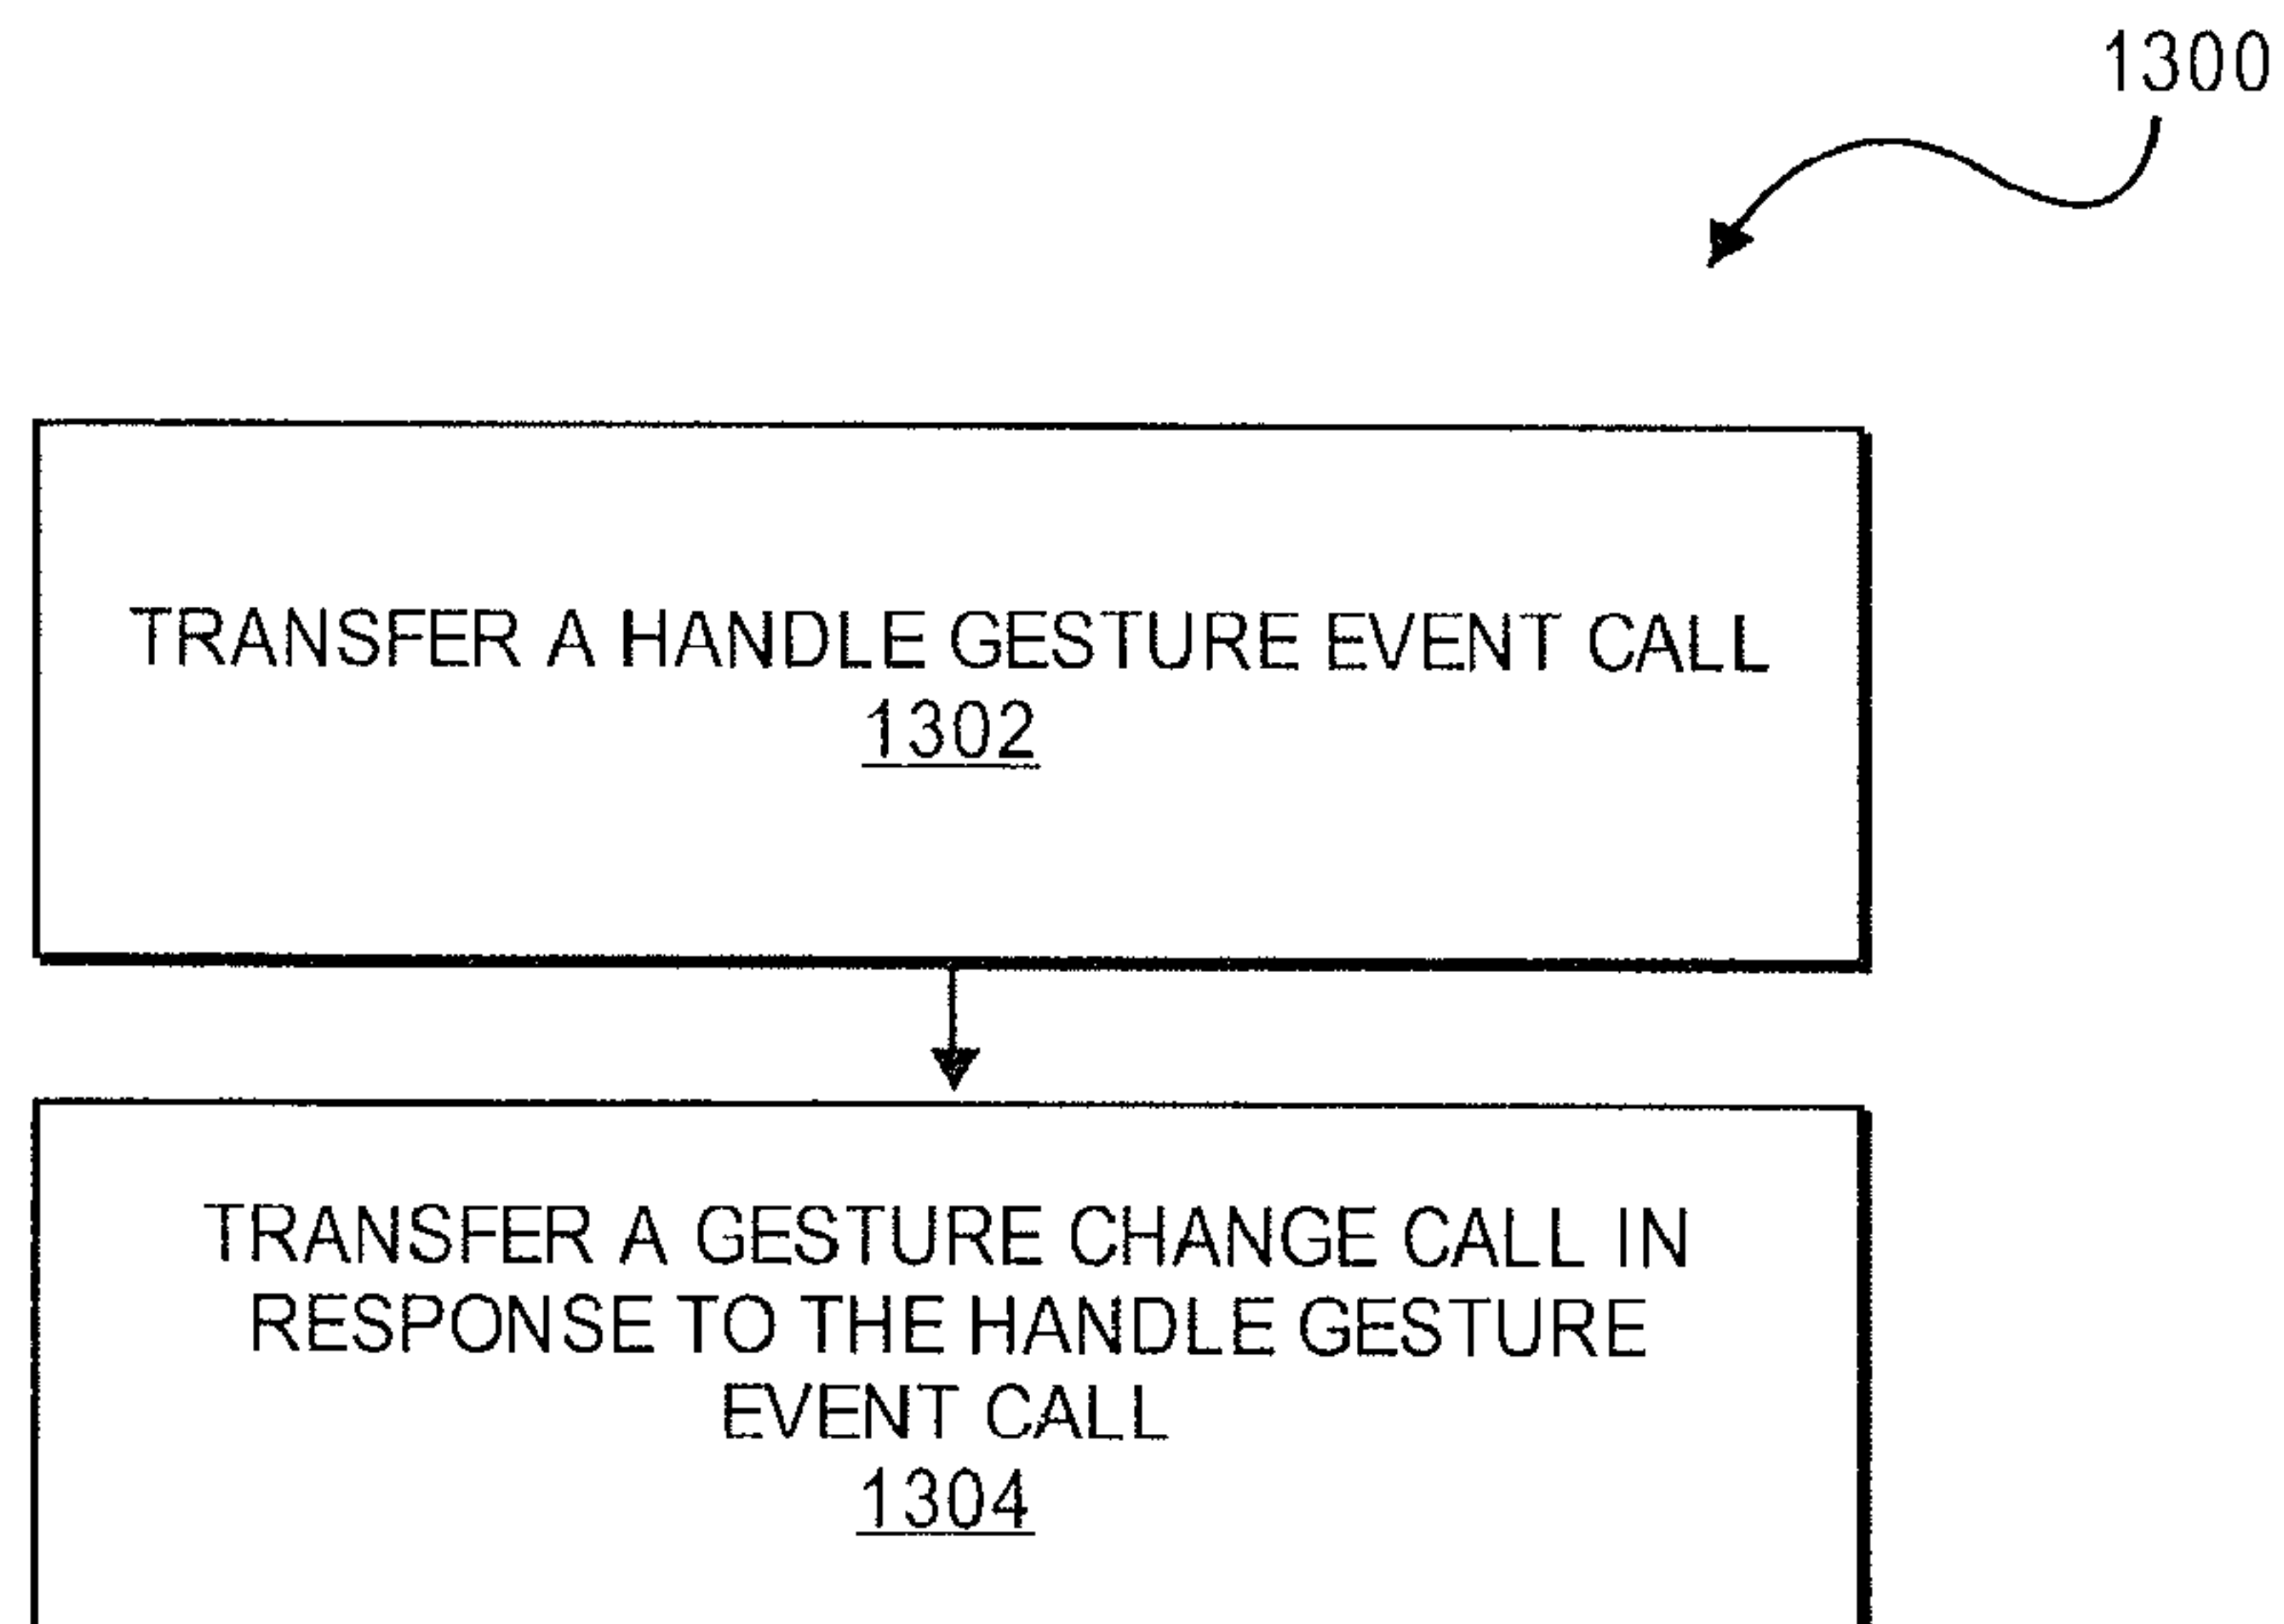 1300
TRANSFER A HANDLE GESTURE EVENT CALL
1302
TRANSFER A GESTURE CHANGE CALL IN
RESPONSE TO THE HANDLE GESTURE
EVENT CALL
1304